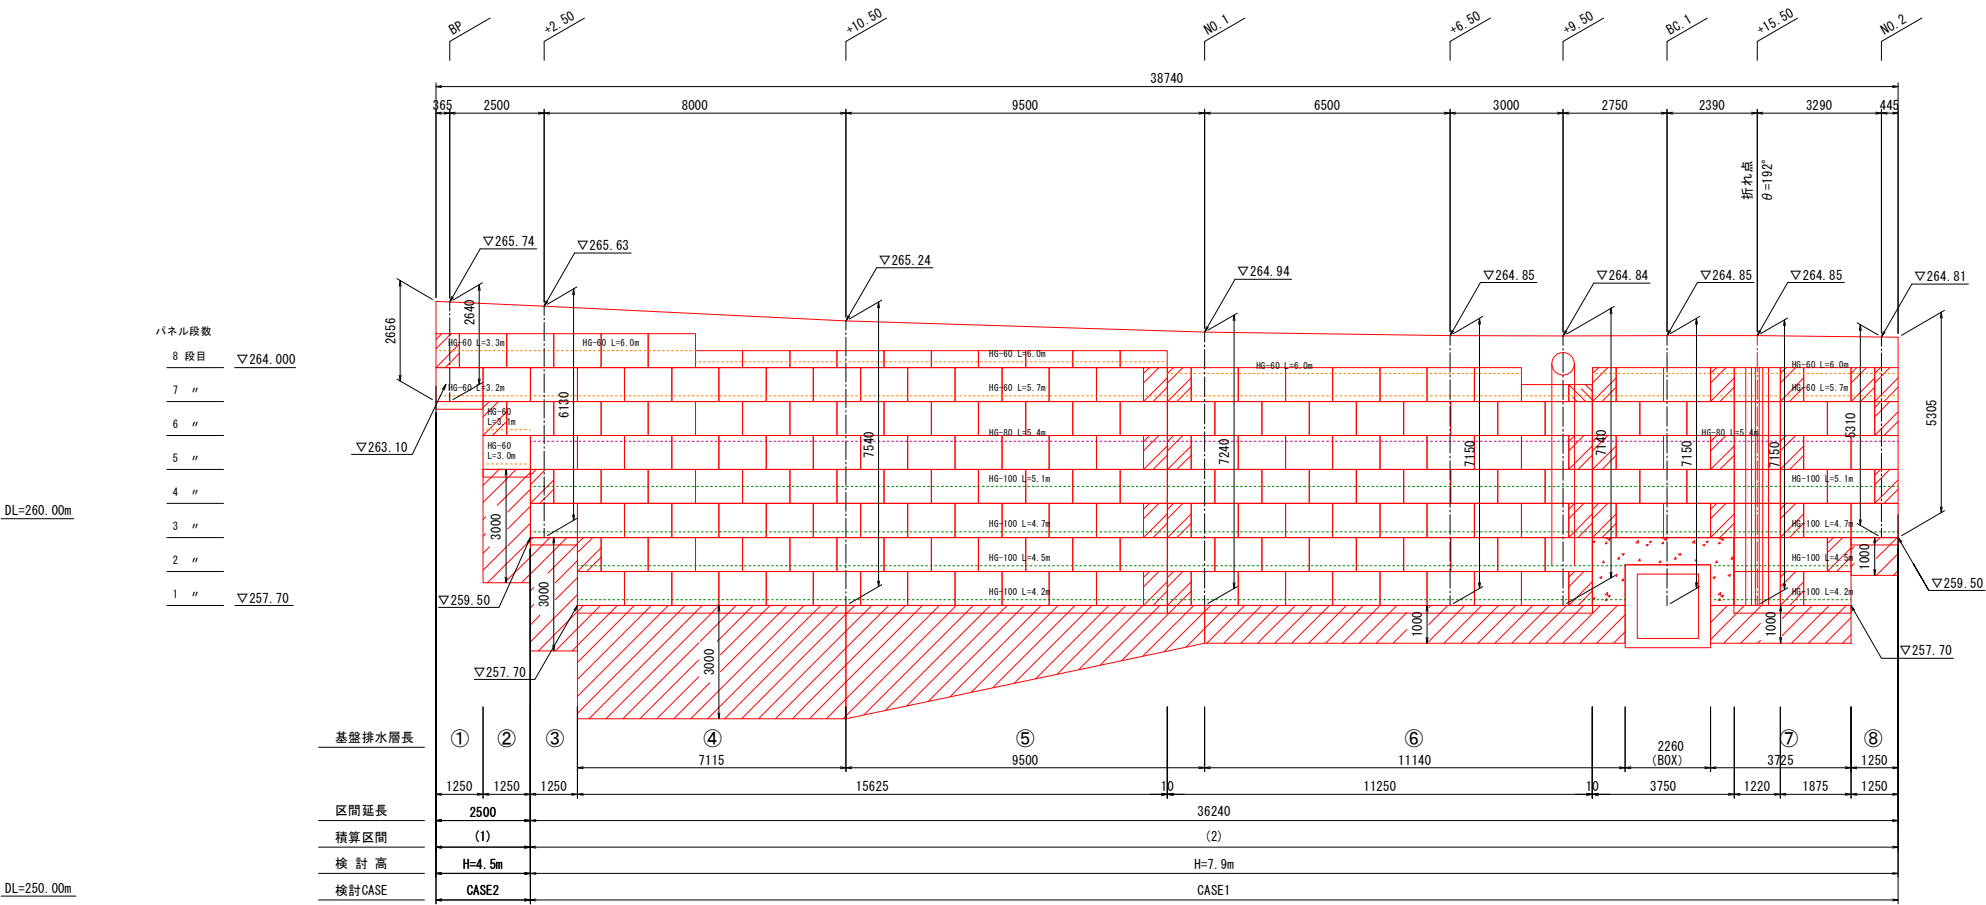 BP
+2.50
+10.50
NO.1
+6.50
+9.50
BC.1
+15.50
NO.2
38740
365
2500
8000
9500
6500
3000
2750
2390
3290
445
折れ点
θ=192°
▽265.74
▽265.63
▽265.24
▽264.94
▽264.85
▽264.84
▽264.85
▽264.85
▽264.81
2656
2640
6130
7540
7240
7150
7140
7150
7150
5310
5305
パネル段数
8 段目 ▽264.000
7 〃
6 〃
5 〃
4 〃
3 〃
2 〃
1 〃 ▽257.70
DL=260.00m
DL=250.00m
HG-60 L=3.3m
HG-60 L=6.0m
HG-60 L=6.0m
HG-60 L=6.0m
HG-60 L=6.0m
HG-60 L=3.2m
HG-60 L=5.7m
HG-60 L=5.7m
HG-60
L=3.1m
HG-80 L=5.4m
HG-80 L=5.4m
HG-60
L=3.0m
HG-100 L=5.1m
HG-100 L=5.1m
HG-100 L=4.7m
HG-100 L=4.7m
HG-100 L=4.5m
HG-100 L=4.5m
HG-100 L=4.2m
HG-100 L=4.2m
▽263.10
▽259.50
▽257.70
▽259.50
▽257.70
3000
3000
3000
1000
1000
1000
基盤排水層長
①
②
③
④
⑤
⑥
⑦
⑧
7115
9500
11140
2260
(BOX)
3725
1250
1250
1250
1250
15625
10
11250
10
3750
1220
1875
1250
区間延長 2500 36240
積算区間 (1) (2)
検 討 高 H=4.5m H=7.9m
検討CASE CASE2 CASE1